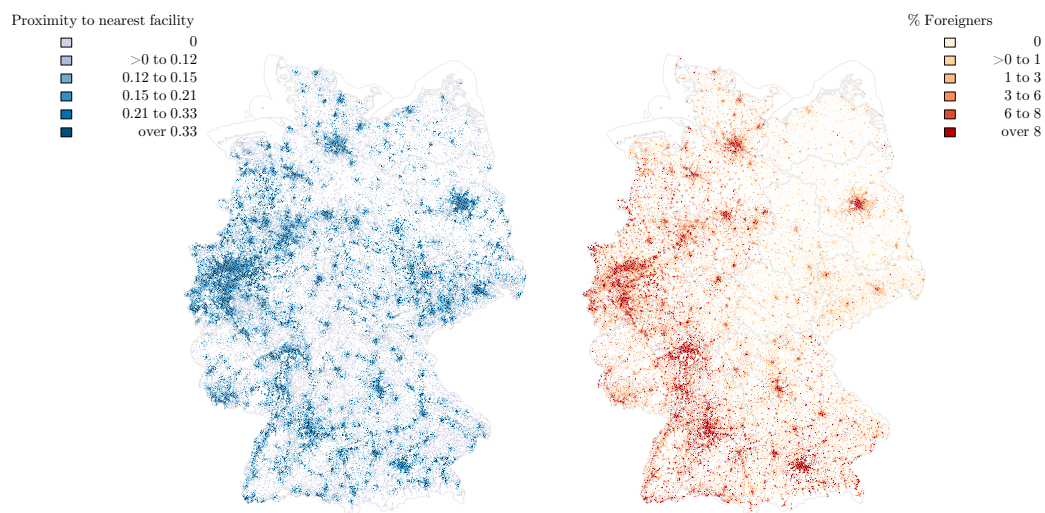 Proximity to nearest facility
0
>0 to 0.12
0.12 to 0.15
0.15 to 0.21
0.21 to 0.33
over 0.33
% Foreigners
0
>0 to 1
1 to 3
3 to 6
6 to 8
over 8